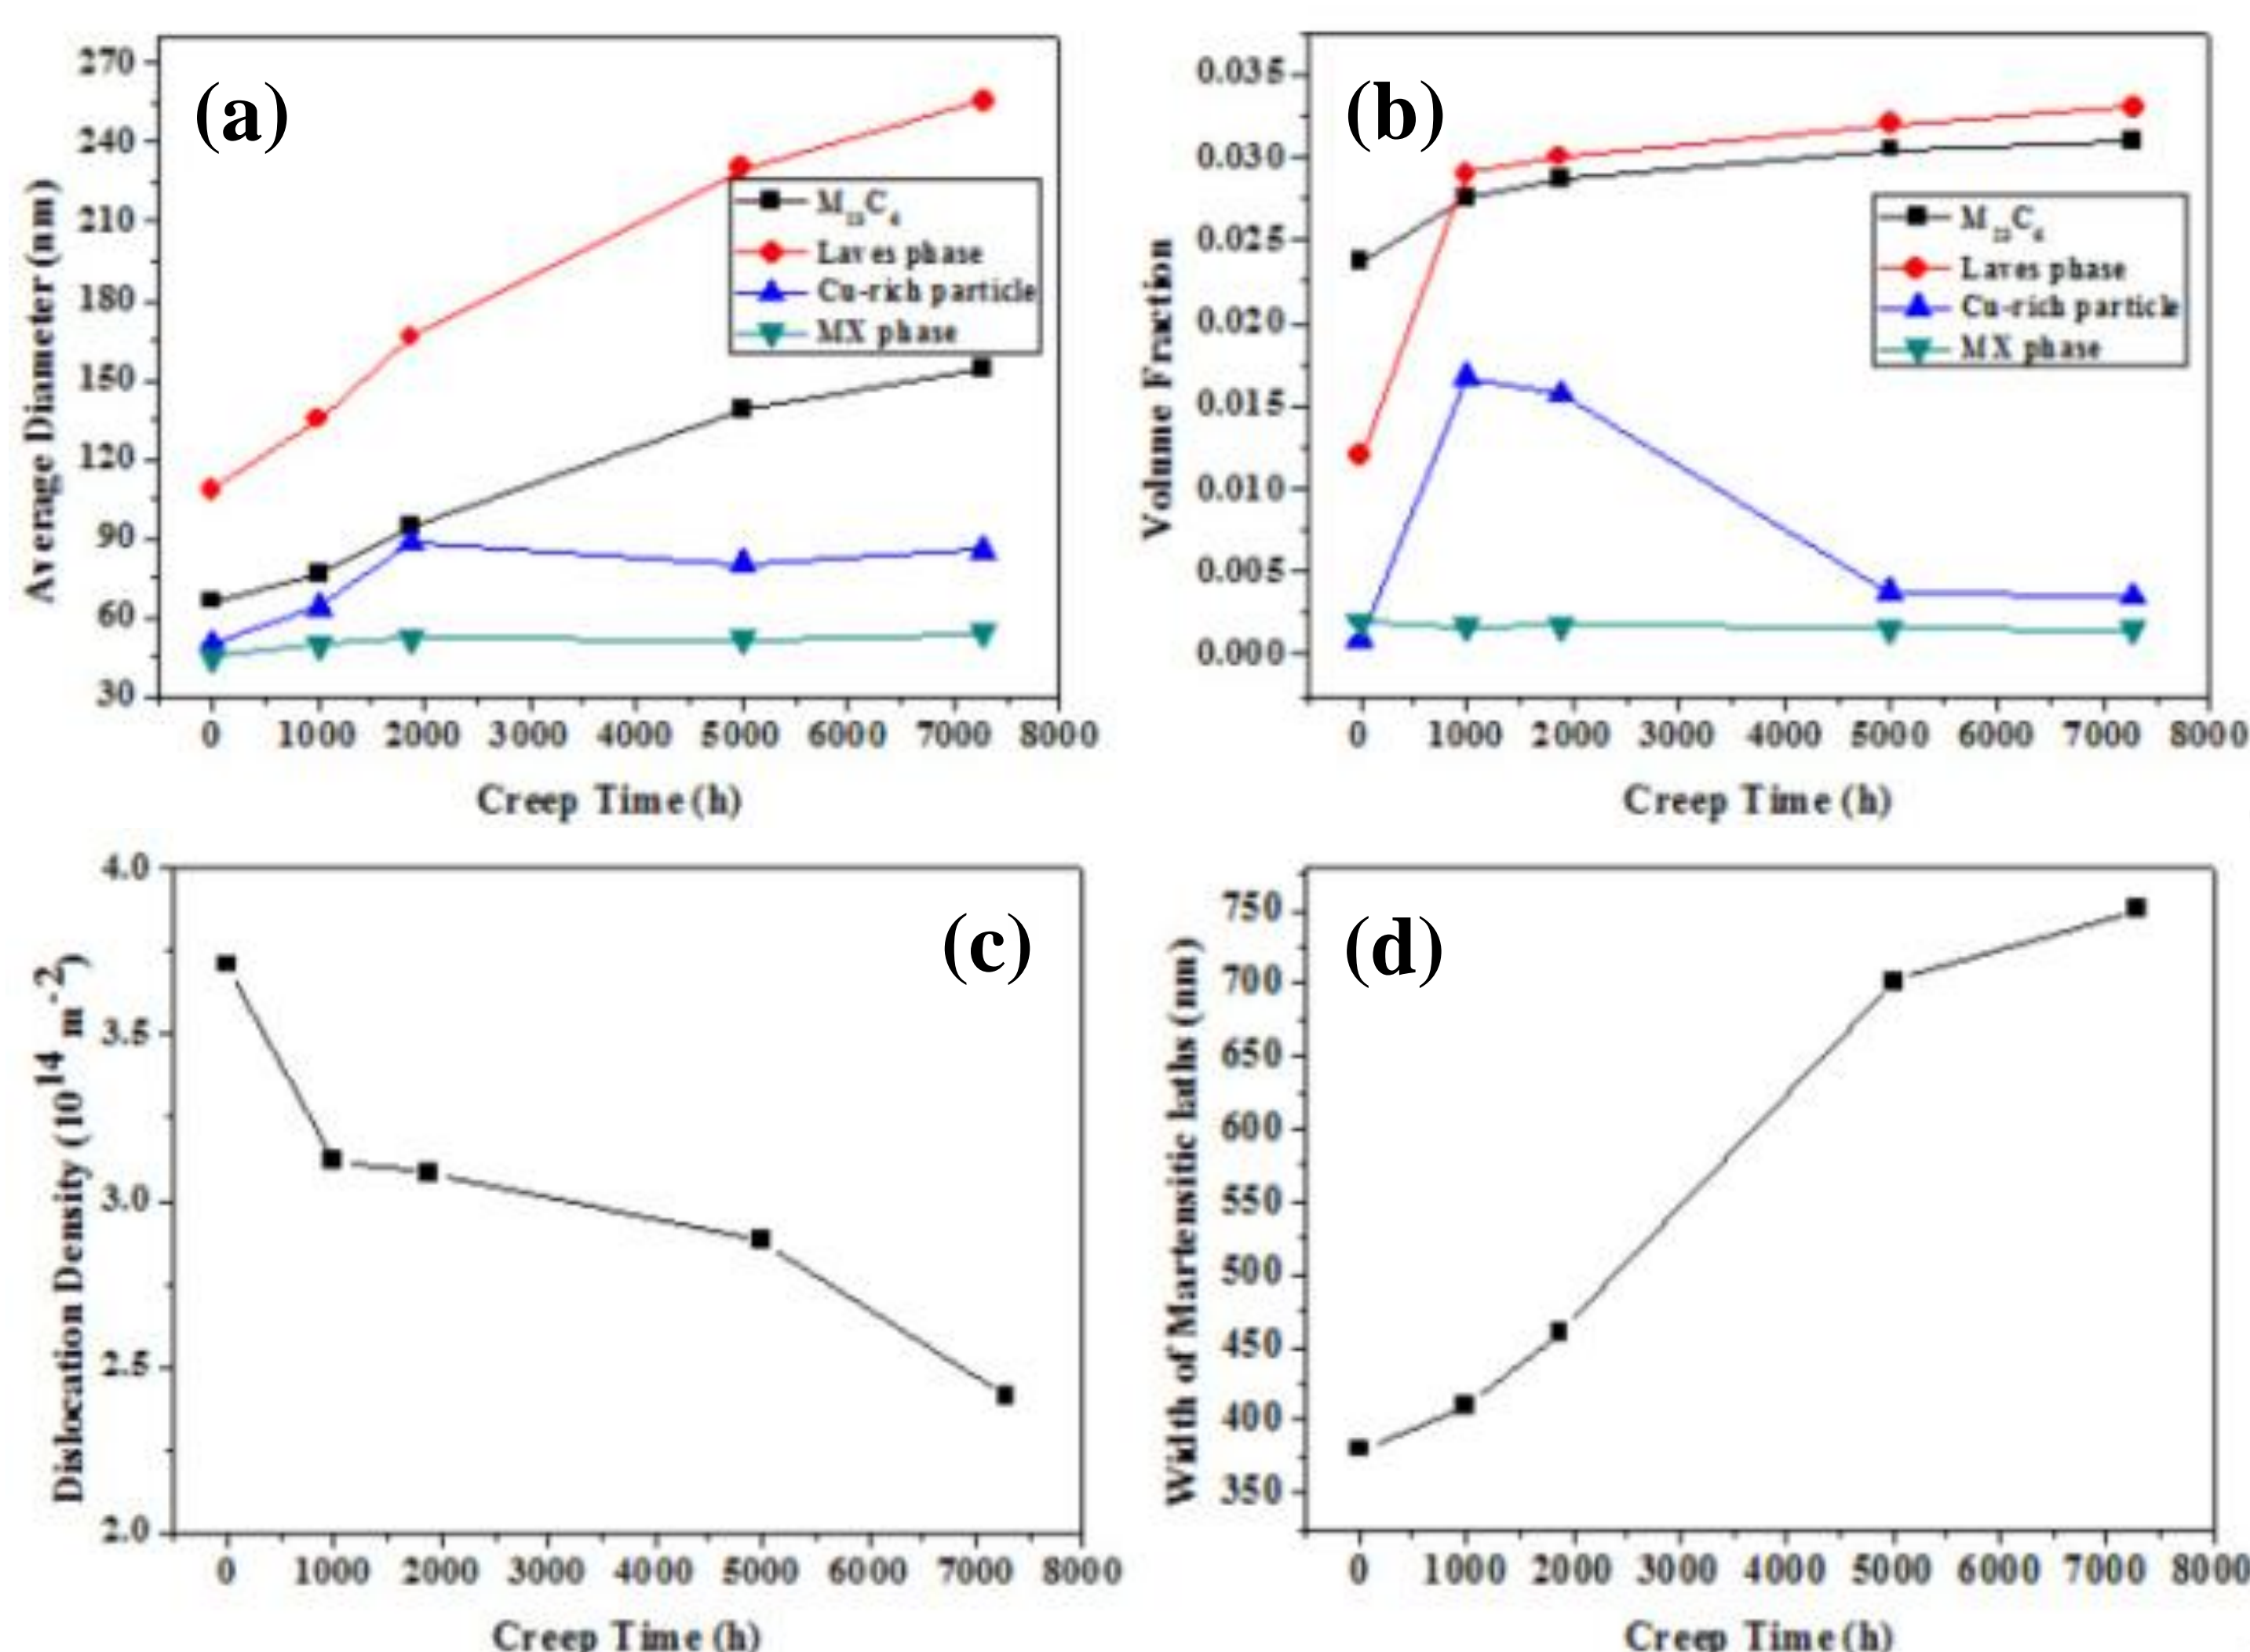 (a)
270
240
210
180
150
120
90
60
30
Average Diameter (nm)
M₂₃C₆
Laves phase
Cu-rich particle
MX phase
0 1000 2000 3000 4000 5000 6000 7000 8000
Creep Time (h)
(b)
0.035
0.030
0.025
0.020
0.015
0.010
0.005
0.000
Volume Fraction
M₂₃C₆
Laves phase
Cu-rich particle
MX phase
0 1000 2000 3000 4000 5000 6000 7000 8000
Creep Time (h)
(c)
4.0
3.5
3.0
2.5
2.0
Dislocation Density (10¹⁴ m⁻²)
0 1000 2000 3000 4000 5000 6000 7000 8000
Creep Time (h)
(d)
750
700
650
600
550
500
450
400
350
Width of Martensitic laths (nm)
0 1000 2000 3000 4000 5000 6000 7000 8000
Creep Time (h)